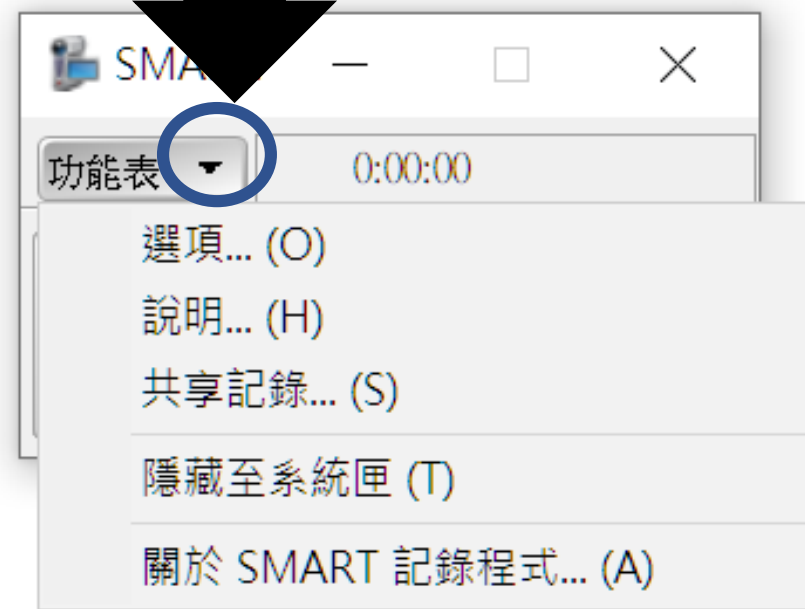 SMA
功能表
0:00:00
選項... (O)
說明... (H)
共享記錄... (S)
隱藏至系統匣 (T)
關於 SMART 記錄程式... (A)